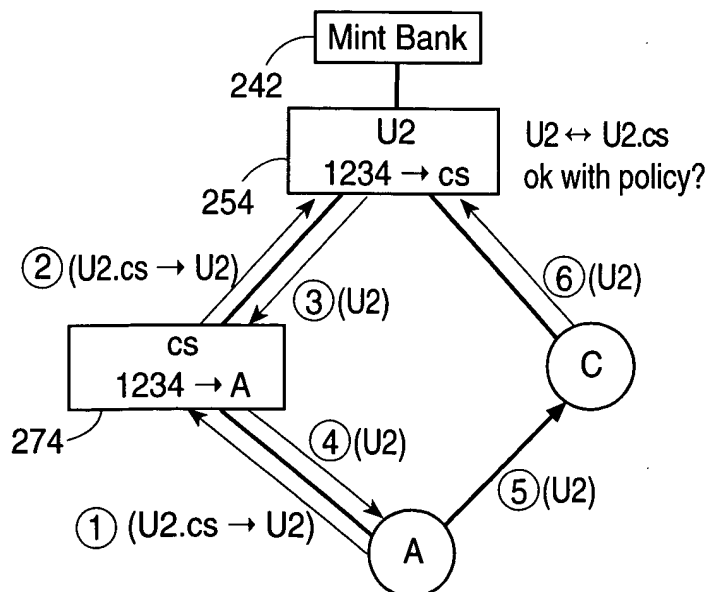 Mint Bank
242
U2
1234 → cs
254
U2 ↔ U2.cs
ok with policy?
② (U2.cs → U2)
③ (U2)
⑥ (U2)
cs
1234 → A
274
C
④ (U2)
⑤ (U2)
① (U2.cs → U2)
A